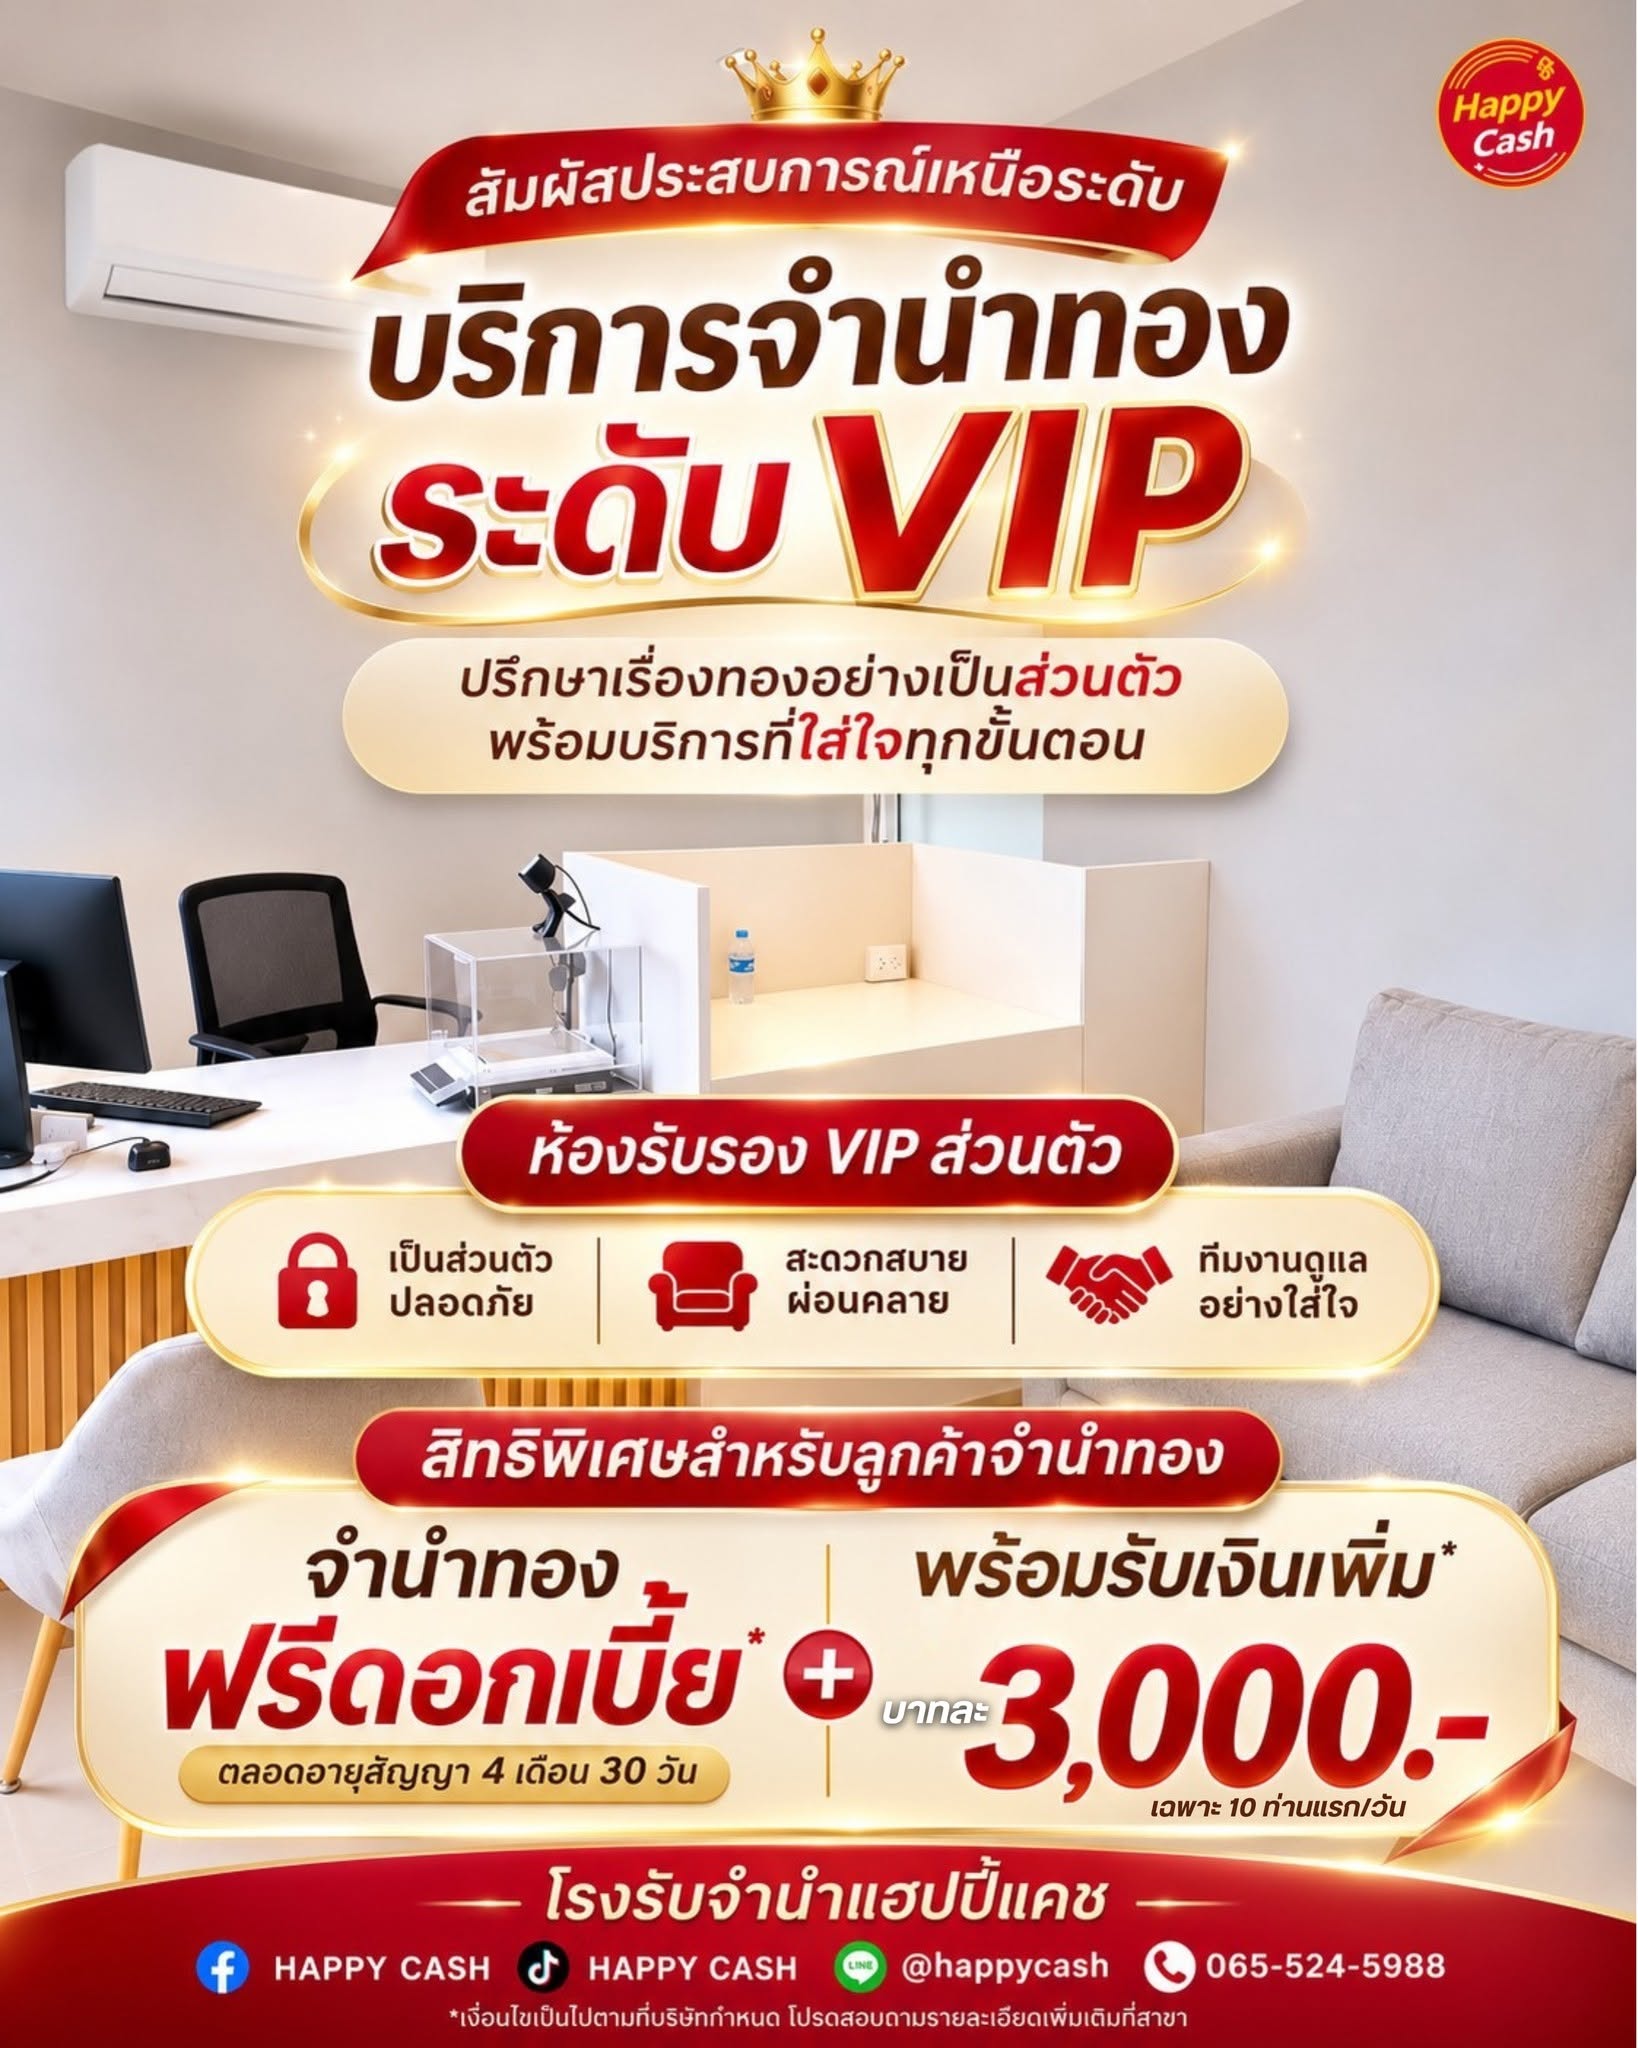 Happy
Cash
สัมผัสประสบการณ์เหนือระดับ
บริการจำนำทอง
ระดับ VIP
ปรึกษาเรื่องทองอย่างเป็นส่วนตัว
พร้อมบริการที่ใส่ใจทุกขั้นตอน
ห้องรับรอง VIP ส่วนตัว
เป็นส่วนตัว
ปลอดภัย
สะดวกสบาย
ผ่อนคลาย
ทีมงานดูแล
อย่างใส่ใจ
สิทธิพิเศษสำหรับลูกค้าจำนำทอง
จำนำทอง
ฟรีดอกเบี้ย*
ตลอดอายุสัญญา 4 เดือน 30 วัน
+
พร้อมรับเงินเพิ่ม*
บาทละ 3,000.-
เฉพาะ 10 ท่านแรก/วัน
โรงรับจำนำแฮปปี้แคช
HAPPY CASH HAPPY CASH LINE @happycash 065-524-5988
*เงื่อนไขเป็นไปตามที่บริษัทกำหนด โปรดสอบถามรายละเอียดเพิ่มเติมที่สาขา